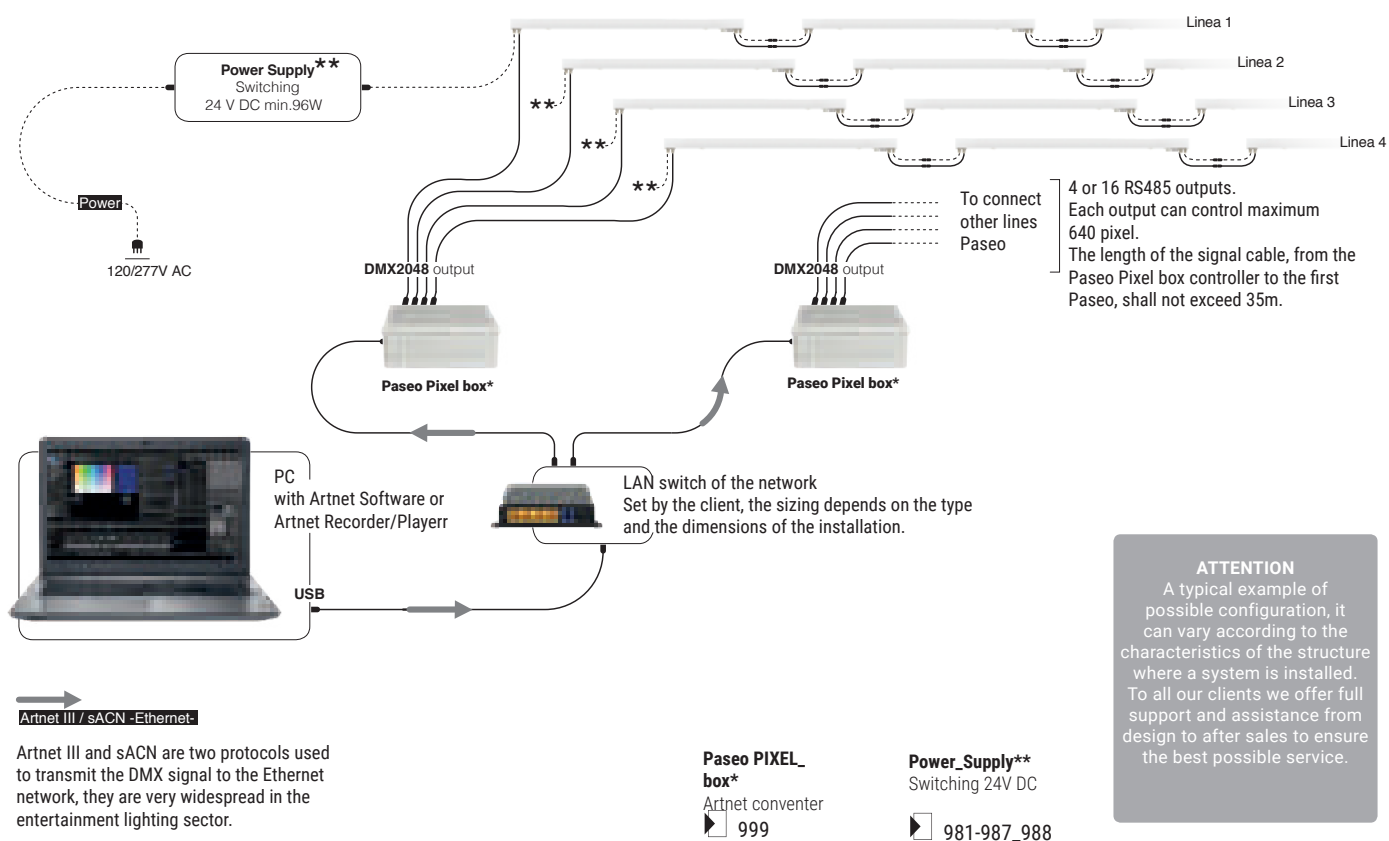 Linea 1
Linea 2
Linea 3
Linea 4
Power Supply**
Switching
24 V DC min.96W
**
**
**
Power
120/277V AC
DMX2048 output
DMX2048 output
To connect
other lines
Paseo
4 or 16 RS485 outputs.
Each output can control maximum
640 pixel.
The length of the signal cable, from the
Paseo Pixel box controller to the first
Paseo, shall not exceed 35m.
Paseo Pixel box*
Paseo Pixel box*
PC
with Artnet Software or
Artnet Recorder/Playerr
USB
LAN switch of the network
Set by the client, the sizing depends on the type
and the dimensions of the installation.
ATTENTION
A typical example of
possible configuration, it
can vary according to the
characteristics of the structure
where a system is installed.
To all our clients we offer full
support and assistance from
design to after sales to ensure
the best possible service.
Artnet III / sACN -Ethernet-
Artnet III and sACN are two protocols used
to transmit the DMX signal to the Ethernet
network, they are very widespread in the
entertainment lighting sector.
Paseo PIXEL_
box*
Artnet conventer
999
Power_Supply**
Switching 24V DC
981-987_988